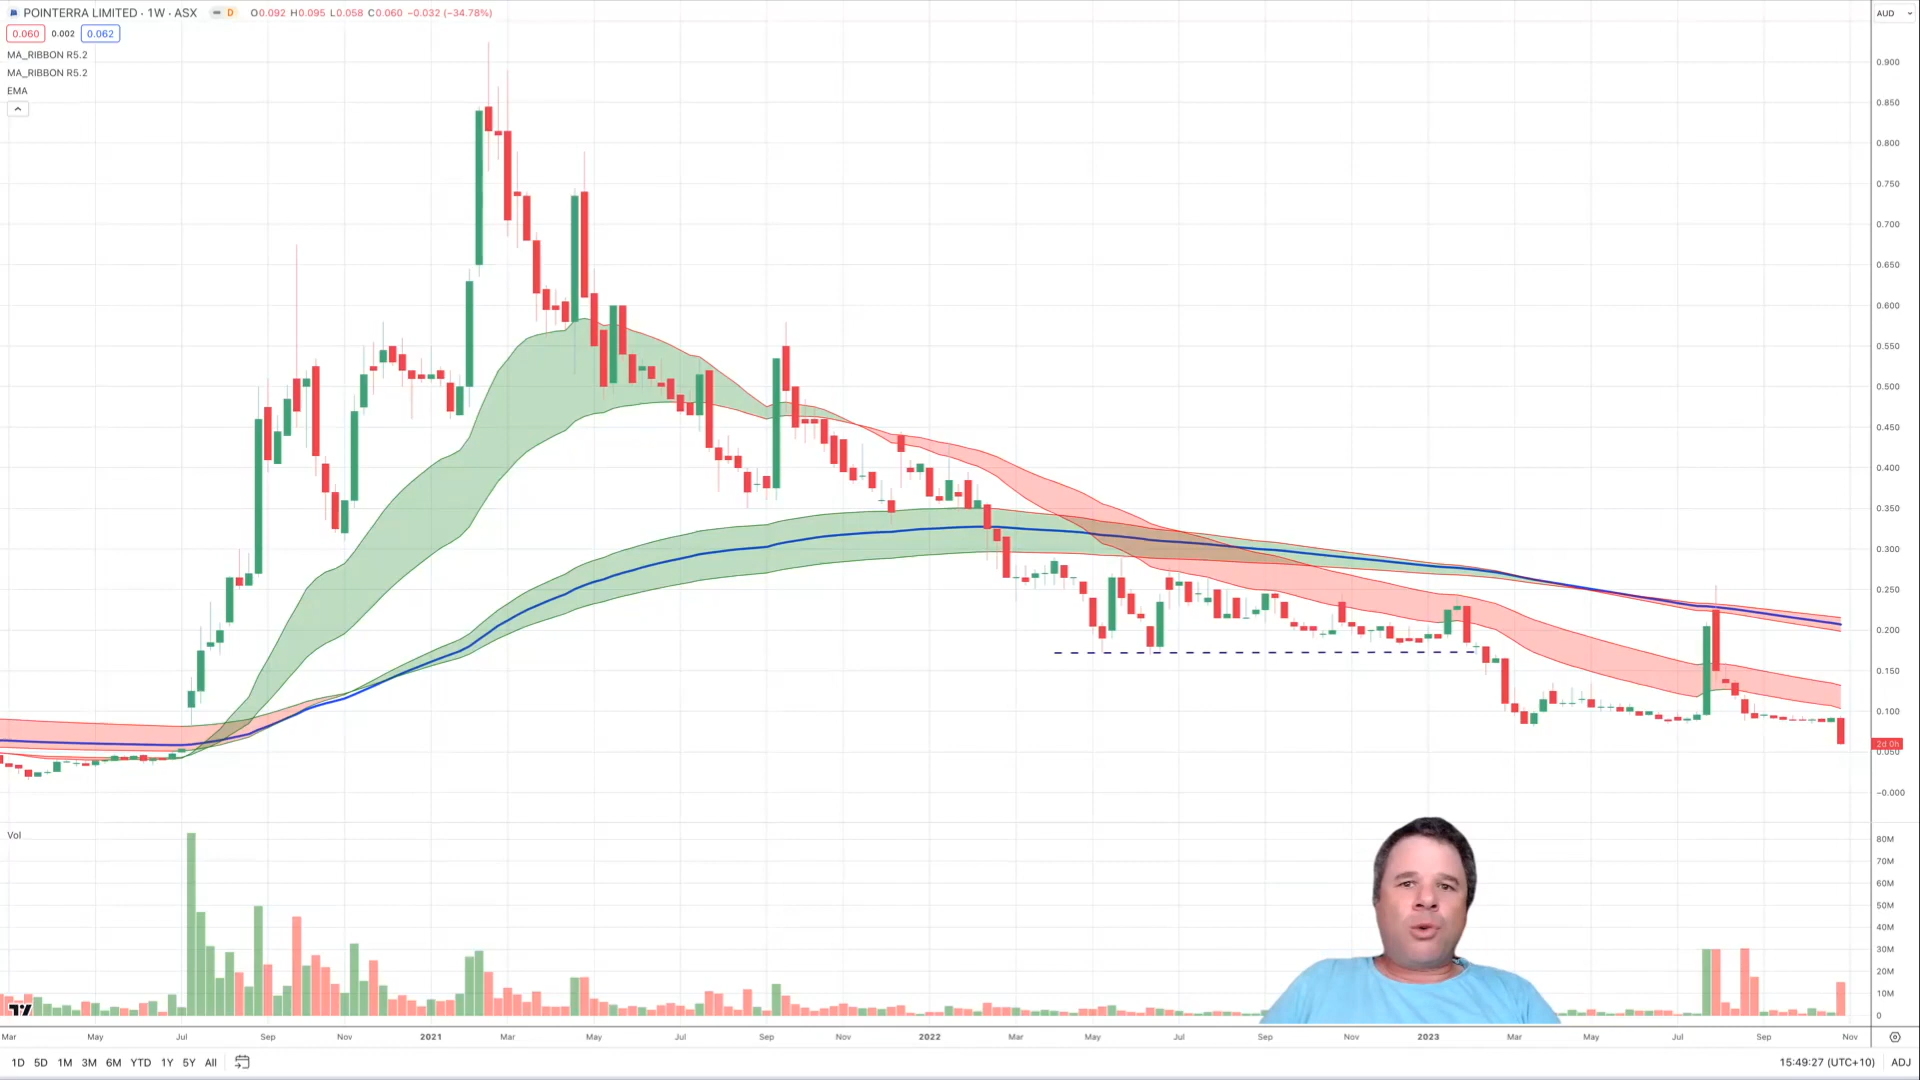 POINTERRA LIMITED · 1W · ASX D O0.092 H0.095 L0.058 C0.060 −0.032 (−34.78%) AUD
0.060 0.002 0.062
MA_RIBBON R5.2
MA_RIBBON R5.2
EMA
0.900
0.850
0.800
0.750
0.700
0.650
0.600
0.550
0.500
0.450
0.400
0.350
0.300
0.250
0.200
0.150
0.100
2d 0h
0.050
−0.000
Vol
80M
70M
60M
50M
40M
30M
20M
10M
0
Mar May Jul Sep Nov 2021 Mar May Jul Sep Nov 2022 Mar May Jul Sep Nov 2023 Mar May Jul Sep Nov
1D 5D 1M 3M 6M YTD 1Y 5Y All 15:49:27 (UTC+10) ADJ